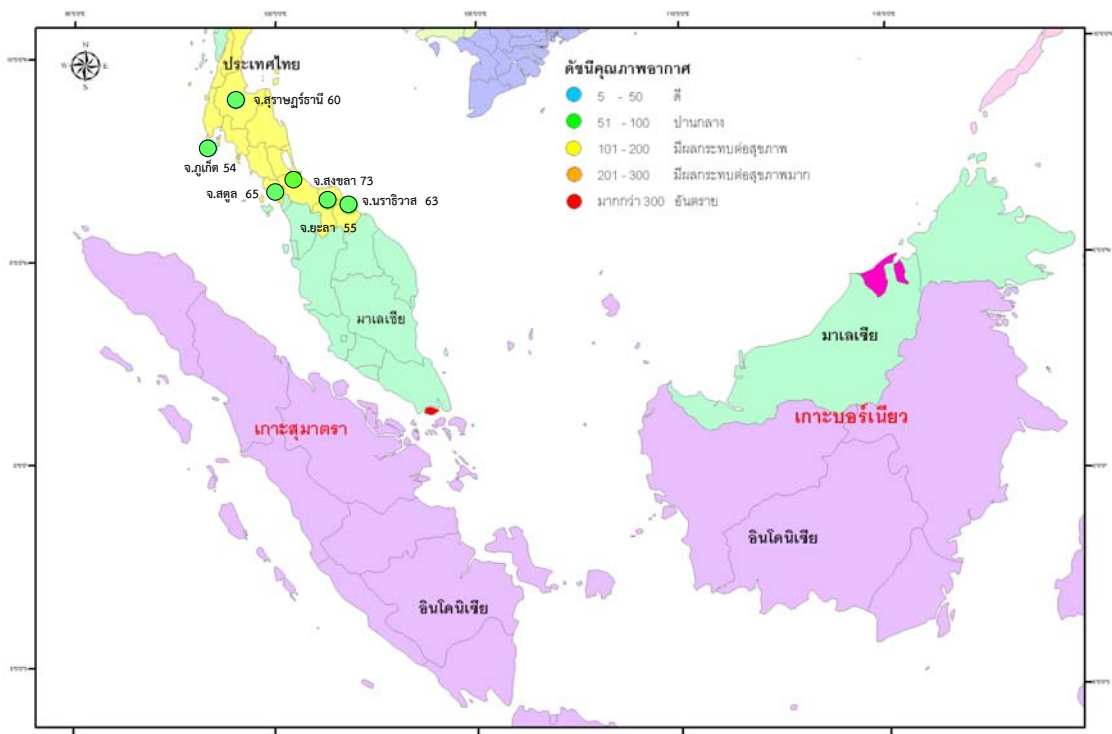 N
W E
S
ประเทศไทย
จ.สุราษฎร์ธานี 60
จ.ภูเก็ต 54
จ.สงขลา 73
จ.สตูล 65
จ.นราธิวาส 63
จ.ยะลา 55
ดัชนีคุณภาพอากาศ
5 - 50 ดี
51 - 100 ปานกลาง
101 - 200 มีผลกระทบต่อสุขภาพ
201 - 300 มีผลกระทบต่อสุขภาพมาก
มากกว่า 300 อันตราย
มาเลเซีย
มาเลเซีย
เกาะสุมาตรา
เกาะบอร์เนียว
อินโดนิเซีย
อินโดนิเซีย